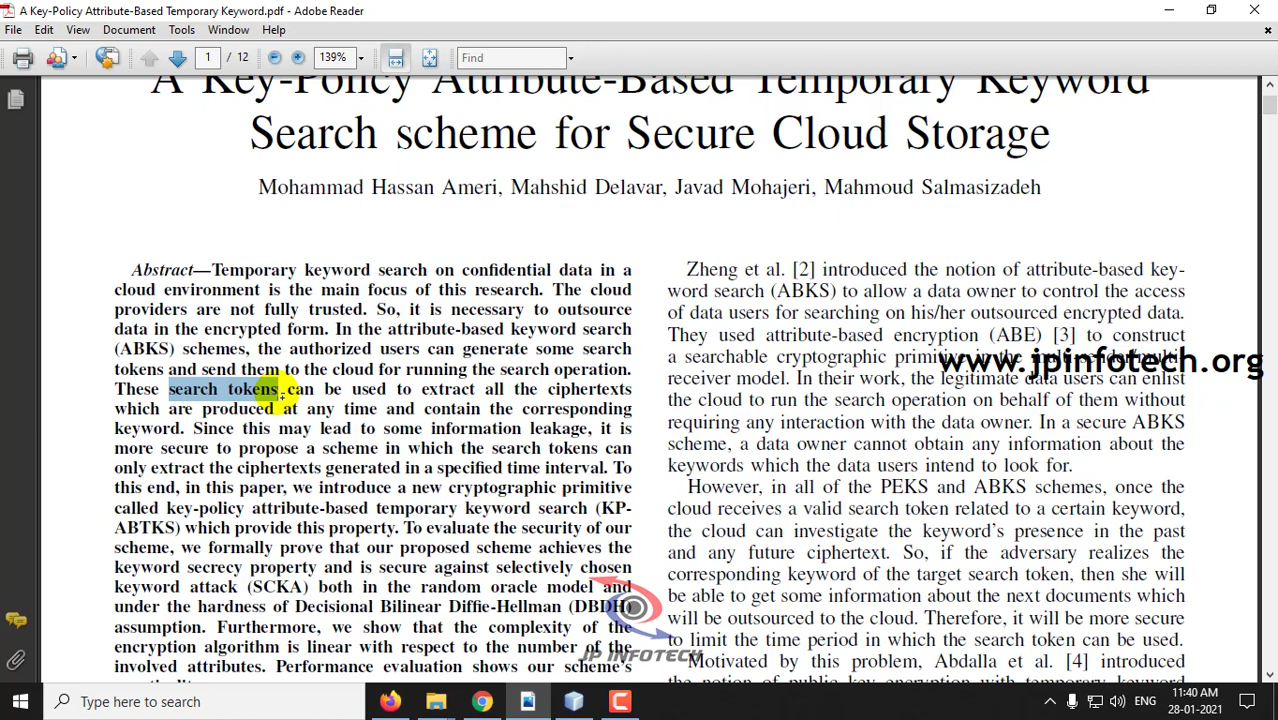 A Key-Policy Attribute-Based Temporary Keyword.pdf - Adobe Reader
File Edit View Document Tools Window Help
1 / 12 139% Find
A Key-Policy Attribute-Based Temporary Keyword
Search scheme for Secure Cloud Storage
Mohammad Hassan Ameri, Mahshid Delavar, Javad Mohajeri, Mahmoud Salmasizadeh
Abstract—Temporary keyword search on confidential data in a
cloud environment is the main focus of this research. The cloud
providers are not fully trusted. So, it is necessary to outsource
data in the encrypted form. In the attribute-based keyword search
(ABKS) schemes, the authorized users can generate some search
tokens and send them to the cloud for running the search operation.
These search tokens can be used to extract all the ciphertexts
which are produced at any time and contain the corresponding
keyword. Since this may lead to some information leakage, it is
more secure to propose a scheme in which the search tokens can
only extract the ciphertexts generated in a specified time interval. To
this end, in this paper, we introduce a new cryptographic primitive
called key-policy attribute-based temporary keyword search (KP-
ABTKS) which provide this property. To evaluate the security of our
scheme, we formally prove that our proposed scheme achieves the
keyword secrecy property and is secure against selectively chosen
keyword attack (SCKA) both in the random oracle model and
under the hardness of Decisional Bilinear Diffie-Hellman (DBDH)
assumption. Furthermore, we show that the complexity of the
encryption algorithm is linear with respect to the number of the
involved attributes. Performance evaluation shows our scheme's
Zheng et al. [2] introduced the notion of attribute-based key-
word search (ABKS) to allow a data owner to control the access
of data users for searching on his/her outsourced encrypted data.
They used attribute-based encryption (ABE) [3] to construct
a searchable cryptographic primitive in the multi-sender/multi-
receiver model. In their work, the legitimate data users can enlist
the cloud to run the search operation on behalf of them without
requiring any interaction with the data owner. In a secure ABKS
scheme, a data owner cannot obtain any information about the
keywords which the data users intend to look for.
However, in all of the PEKS and ABKS schemes, once the
cloud receives a valid search token related to a certain keyword,
the cloud can investigate the keyword's presence in the past
and any future ciphertext. So, if the adversary realizes the
corresponding keyword of the target search token, then she will
be able to get some information about the next documents which
will be outsourced to the cloud. Therefore, it will be more secure
to limit the time period in which the search token can be used.
Motivated by this problem, Abdalla et al. [4] introduced
the notion of public key encryption with temporary keyword
www.jpinfotech.org
JP INFOTECH
Type here to search
ENG
11:40 AM
28-01-2021